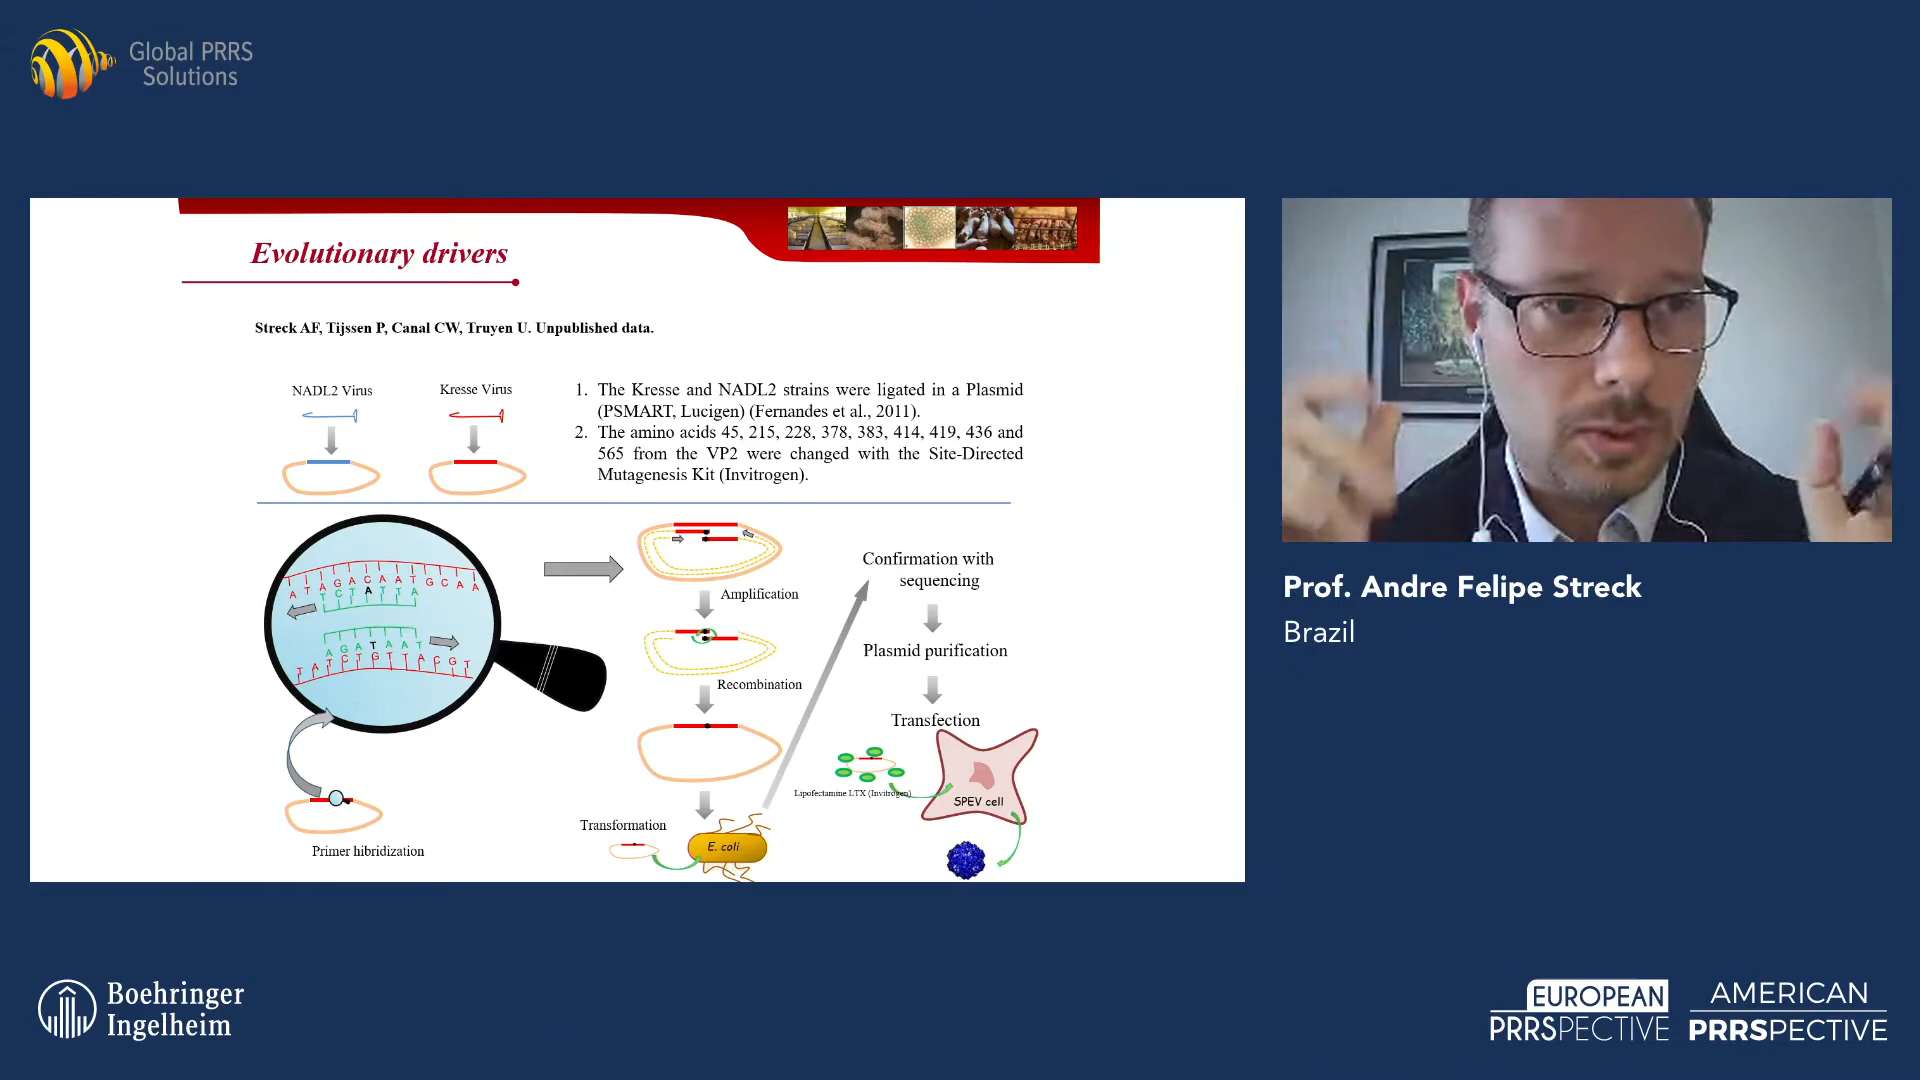 Global PRRS
Solutions
Evolutionary drivers
Streck AF, Tijssen P, Canal CW, Truyen U. Unpublished data.
NADL2 Virus
Kresse Virus
1. The Kresse and NADL2 strains were ligated in a Plasmid
(PSMART, Lucigen) (Fernandes et al., 2011).
2. The amino acids 45, 215, 228, 378, 383, 414, 419, 436 and
565 from the VP2 were changed with the Site-Directed
Mutagenesis Kit (Invitrogen).
A T A G A C A A T G C A A
T C T A T T A
A G A T A A T
T A T C T G T T A C G T
Primer hibridization
Amplification
Recombination
Transformation
E. coli
Confirmation with
sequencing
Plasmid purification
Transfection
Lipofectamine LTX (Invitrogen)
SPEV cell
Prof. Andre Felipe Streck
Brazil
Boehringer
Ingelheim
EUROPEAN
PRRSPECTIVE
AMERICAN
PRRSPECTIVE